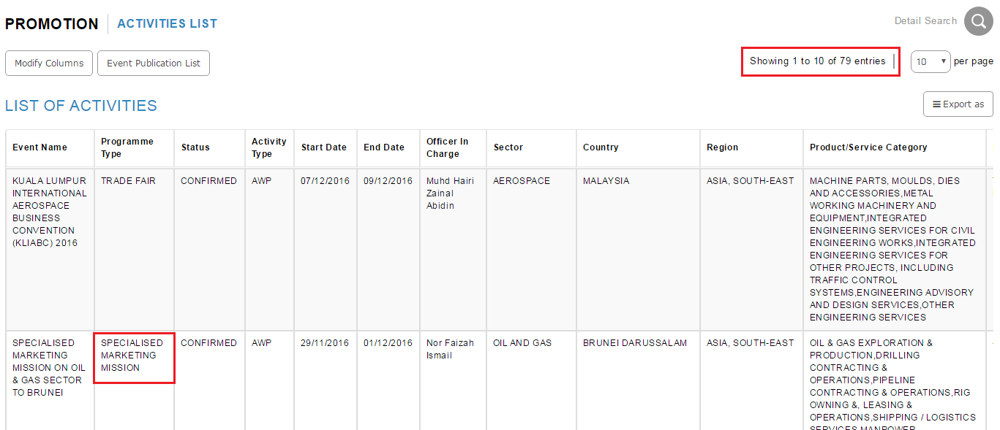 PROMOTION ACTIVITIES LIST
Detail Search
Modify Columns Event Publication List
Showing 1 to 10 of 79 entries 10 per page
LIST OF ACTIVITIES
Export as
Event Name
Programme
Type
Status
Activity
Type
Start Date
End Date
Officer In
Charge
Sector
Country
Region
Product/Service Category
KUALA LUMPUR
INTERNATIONAL
AEROSPACE
BUSINESS
CONVENTION
(KLIABC) 2016
TRADE FAIR
CONFIRMED
AWP
07/12/2016
09/12/2016
Muhd Hairi
Zainal
Abidin
AEROSPACE
MALAYSIA
ASIA, SOUTH-EAST
MACHINE PARTS, MOULDS, DIES
AND ACCESSORIES,METAL
WORKING MACHINERY AND
EQUIPMENT,INTEGRATED
ENGINEERING SERVICES FOR CIVIL
ENGINEERING WORKS,INTEGRATED
ENGINEERING SERVICES FOR
OTHER PROJECTS, INCLUDING
TRAFFIC CONTROL
SYSTEMS,ENGINEERING ADVISORY
AND DESIGN SERVICES,OTHER
ENGINEERING SERVICES
SPECIALISED
MARKETING
MISSION ON OIL
& GAS SECTOR
TO BRUNEI
SPECIALISED
MARKETING
MISSION
CONFIRMED
AWP
29/11/2016
01/12/2016
Nor Faizah
Ismail
OIL AND GAS
BRUNEI DARUSSALAM
ASIA, SOUTH-EAST
OIL & GAS EXPLORATION &
PRODUCTION,DRILLING
CONTRACTING &
OPERATIONS,PIPELINE
CONTRACTING & OPERATIONS,RIG
OWNING &, LEASING &
OPERATIONS,SHIPPING / LOGISTICS
SERVICES,MANPOWER